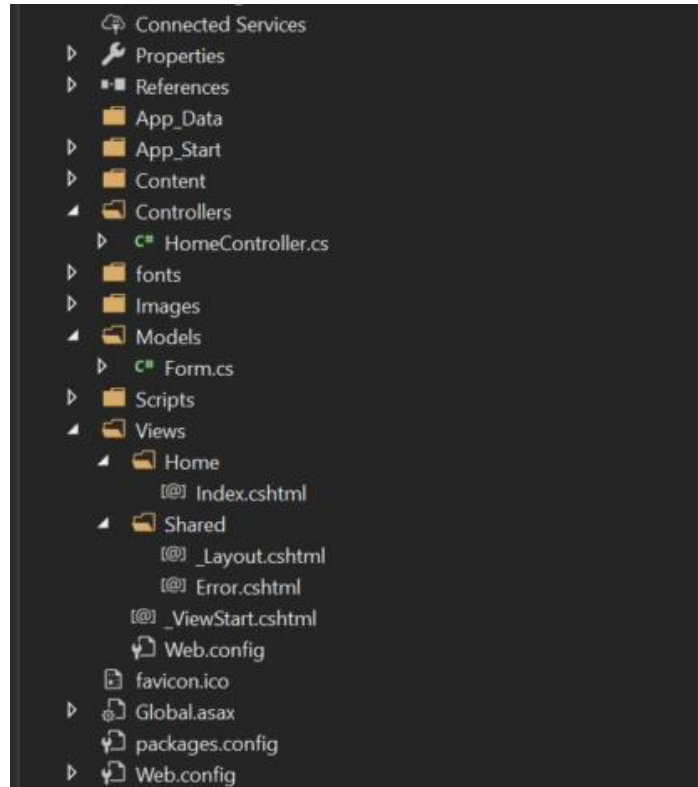 Connected Services
Properties
References
App_Data
App_Start
Content
Controllers
C# HomeController.cs
fonts
Images
Models
C# Form.cs
Scripts
Views
Home
[@] Index.cshtml
Shared
[@] _Layout.cshtml
[@] Error.cshtml
[@] _ViewStart.cshtml
Web.config
favicon.ico
Global.asax
packages.config
Web.config